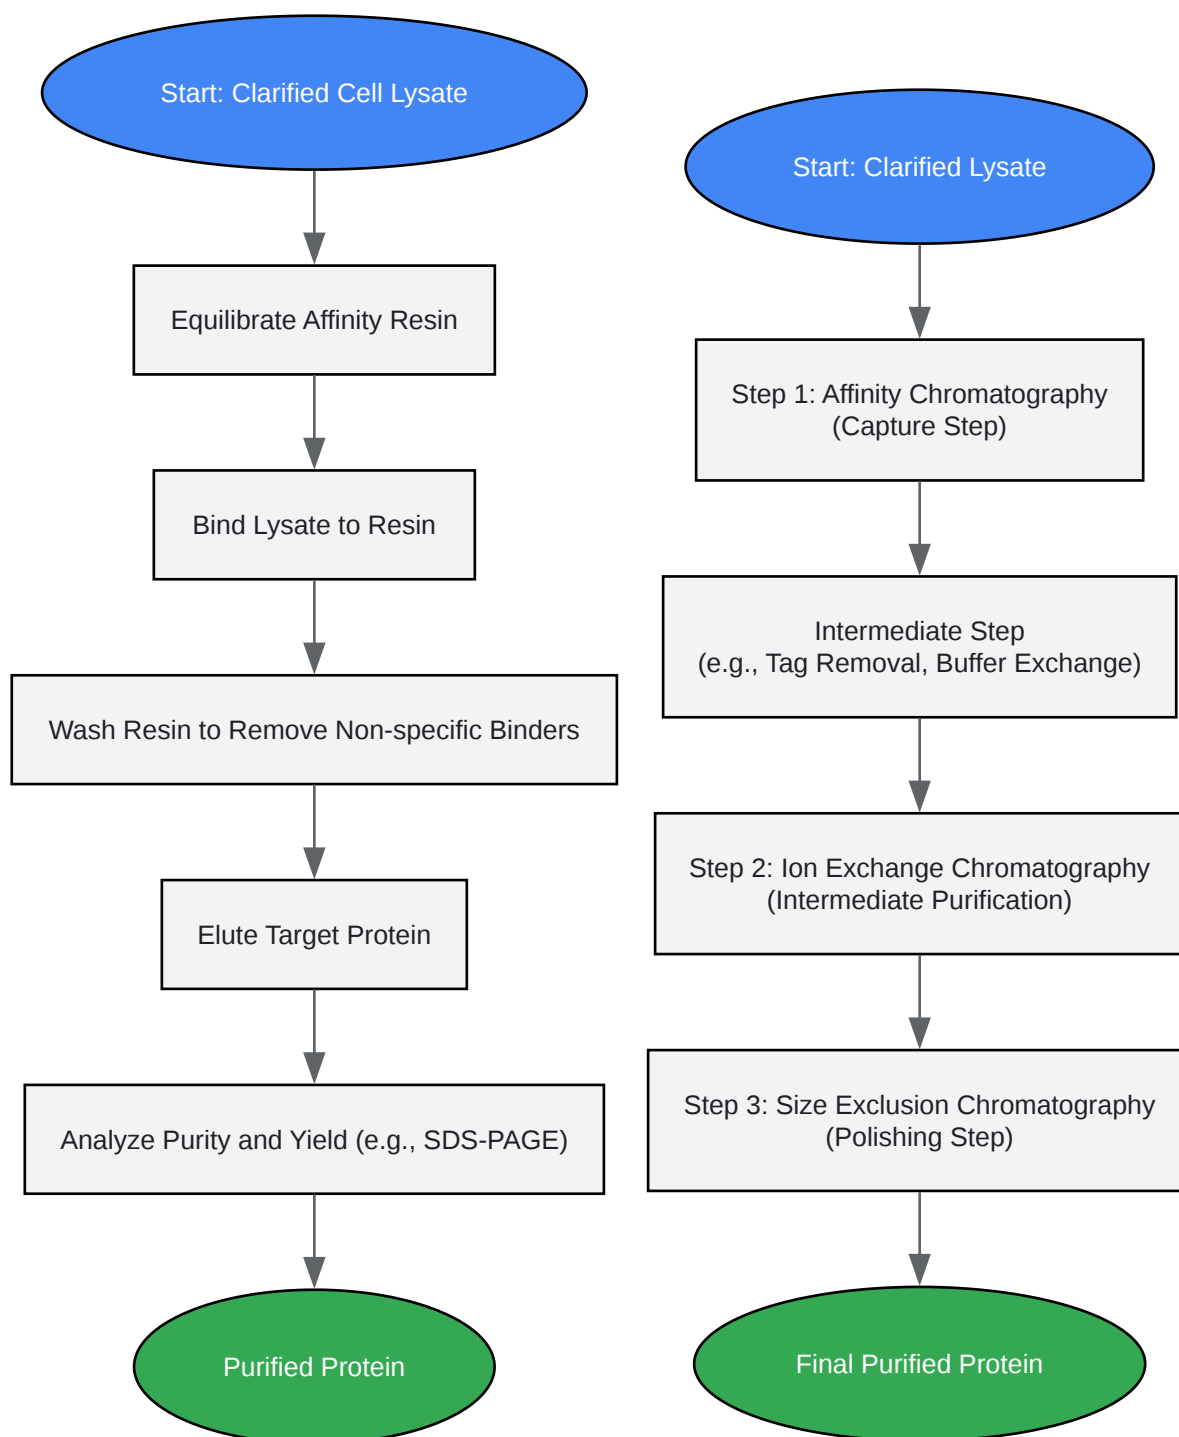 Start: Clarified Cell Lysate
Equilibrate Affinity Resin
Bind Lysate to Resin
Wash Resin to Remove Non-specific Binders
Elute Target Protein
Analyze Purity and Yield (e.g., SDS-PAGE)
Purified Protein
Start: Clarified Lysate
Step 1: Affinity Chromatography
(Capture Step)
Intermediate Step
(e.g., Tag Removal, Buffer Exchange)
Step 2: Ion Exchange Chromatography
(Intermediate Purification)
Step 3: Size Exclusion Chromatography
(Polishing Step)
Final Purified Protein